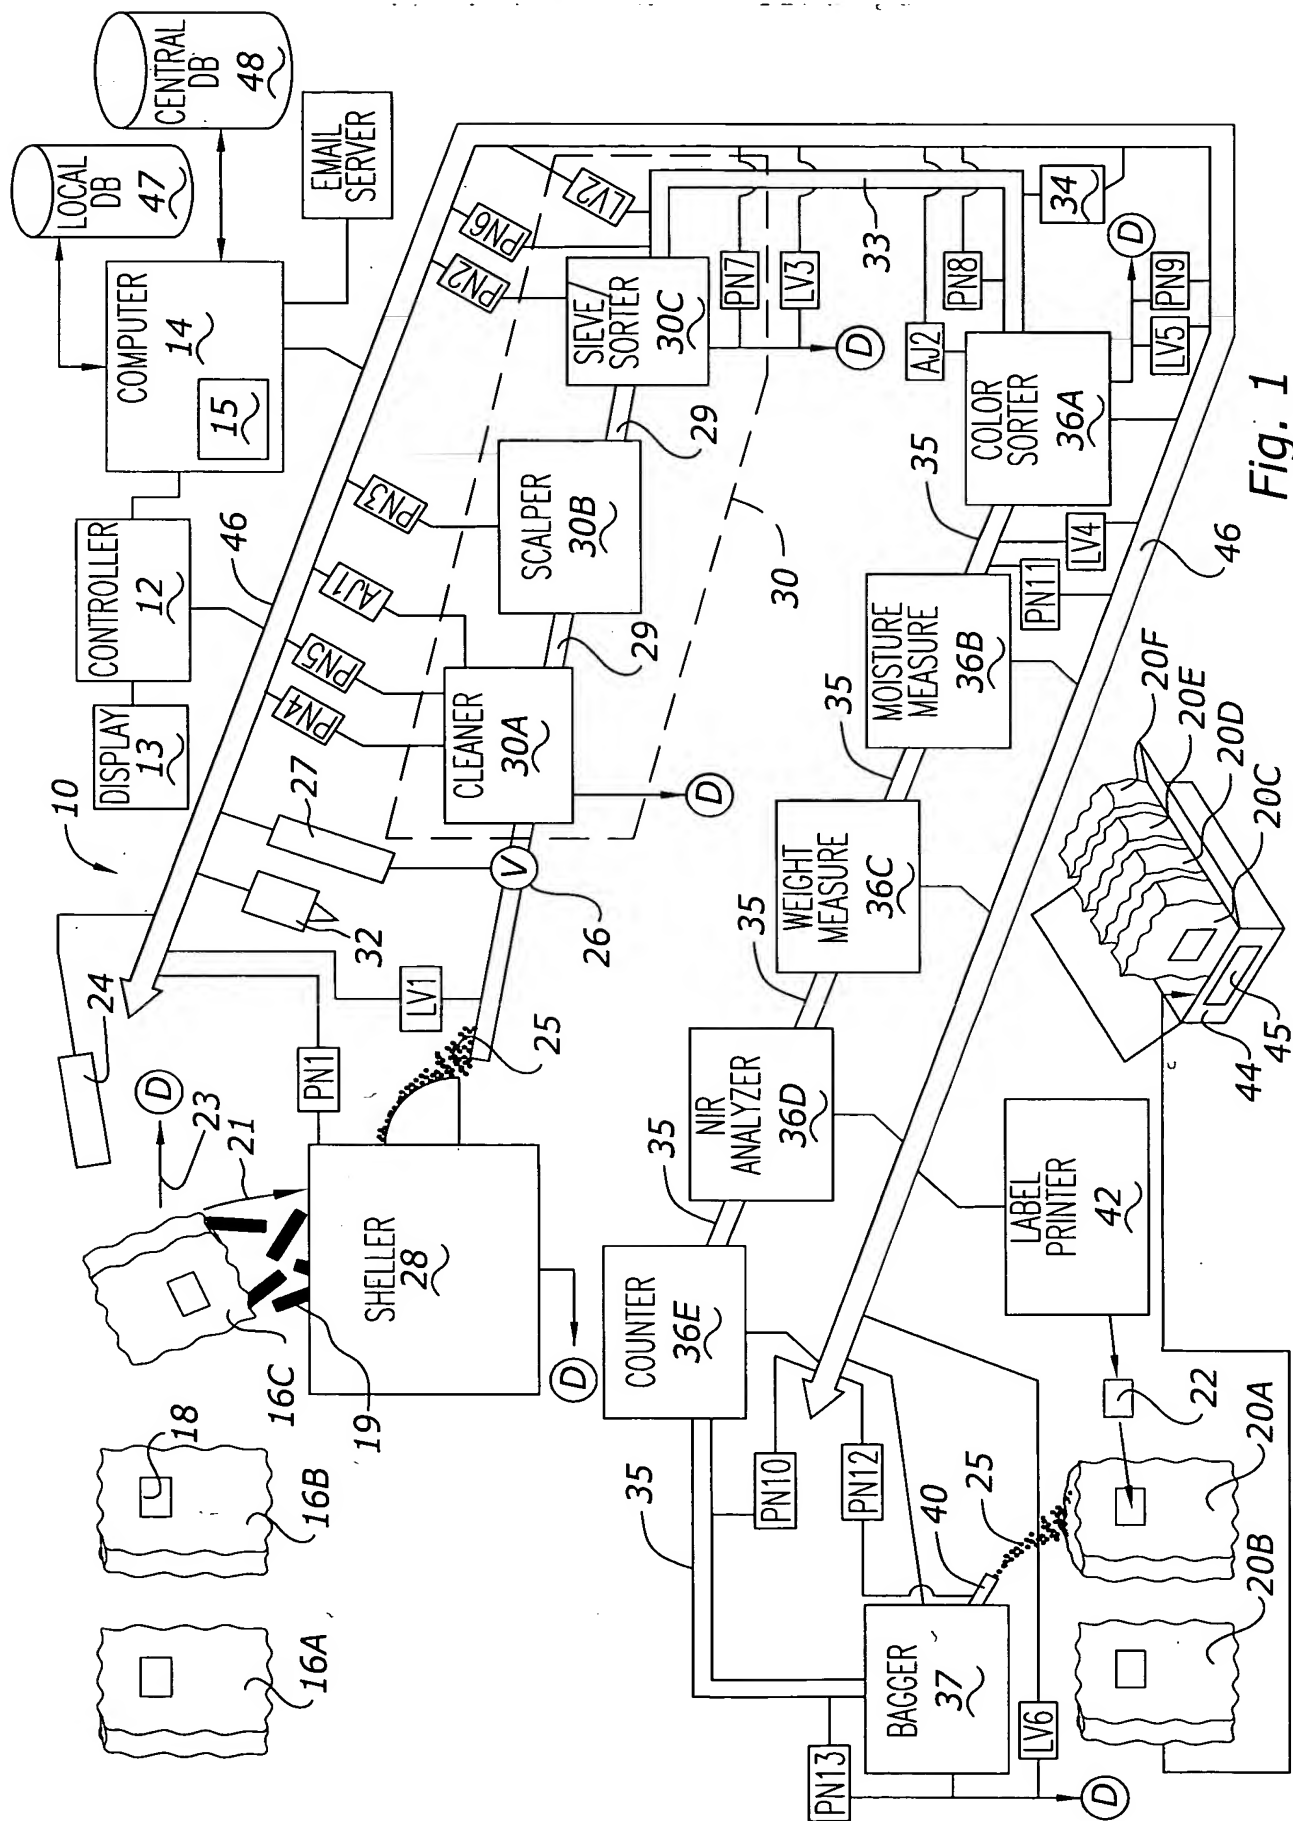 10
24
D
23
21
16A
16B
18
16C
19
SHELLER
28
D
PN1
LV1
25
32
27
V
26
DISPLAY
13
CONTROLLER
12
COMPUTER
14
15
LOCAL
DB
47
CENTRAL
DB
48
EMAIL
SERVER
46
PN4
PN5
AJ1
PN3
PN2
PN6
LV2
CLEANER
30A
D
29
SCALPER
30B
29
SIEVE
SORTER
30C
30
PN7
LV3
D
33
34
AJ2
PN8
D
COLOR
SORTER
36A
LV5
PN9
35
LV4
PN11
46
MOISTURE
MEASURE
36B
35
WEIGHT
MEASURE
36C
35
NIR
ANALYZER
36D
35
COUNTER
36E
35
PN10
PN12
BAGGER
37
40
25
PN13
LV6
D
LABEL
PRINTER
42
22
20A
20B
20F
20E
20D
20C
44
45
Fig. 1